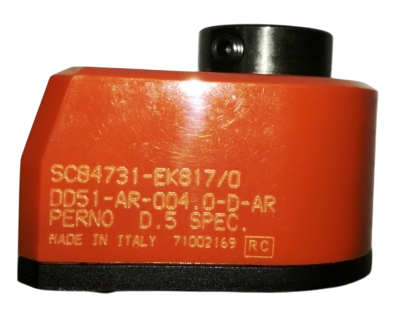 SC84731-EK817/0
DD51-AR-004.0-D-AR
PERNO D.5 SPEC.
MADE IN ITALY 71002169 RC